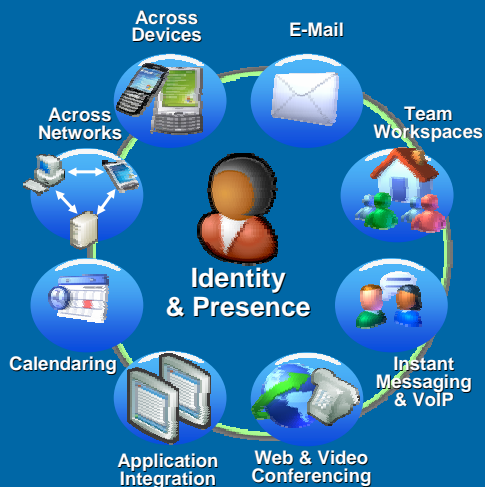 Across
Devices
E-Mail
Across
Networks
Team
Workspaces
Identity
& Presence
Calendaring
Instant
Messaging
& VoIP
Application
Integration
Web & Video
Conferencing